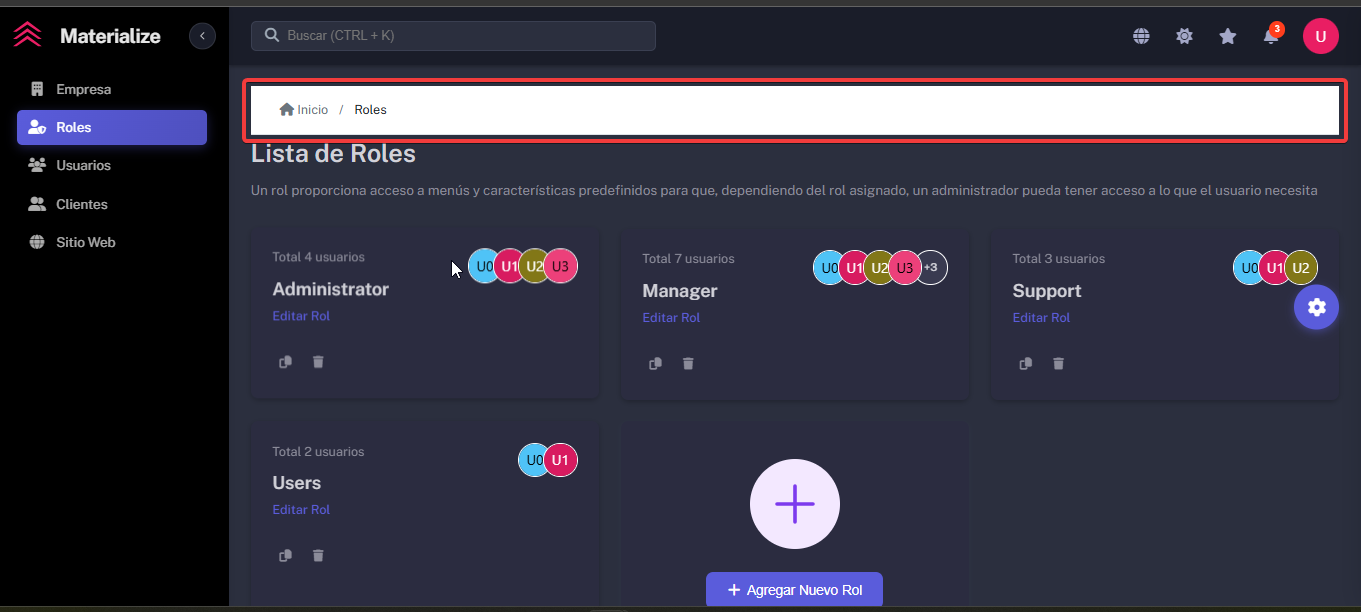 Materialize
Buscar (CTRL + K)
3
U
Empresa
Roles
Usuarios
Clientes
Sitio Web
Inicio / Roles
Lista de Roles
Un rol proporciona acceso a menús y características predefinidos para que, dependiendo del rol asignado, un administrador pueda tener acceso a lo que el usuario necesita
Total 4 usuarios
U0 U1 U2 U3
Administrator
Editar Rol
Total 7 usuarios
U0 U1 U2 U3 +3
Manager
Editar Rol
Total 3 usuarios
U0 U1 U2
Support
Editar Rol
Total 2 usuarios
U0 U1
Users
Editar Rol
+ Agregar Nuevo Rol